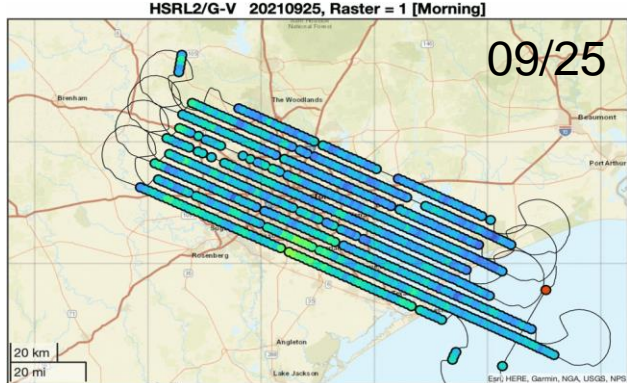 HSRL2/G-V 20210925, Raster = 1 [Morning]
09/25
Brenham
The Woodlands
Beaumont
Port Arthur
Rosenberg
Angleton
Lake Jackson
20 km
20 mi
Esri, HERE, Garmin, NGA, USGS, NPS